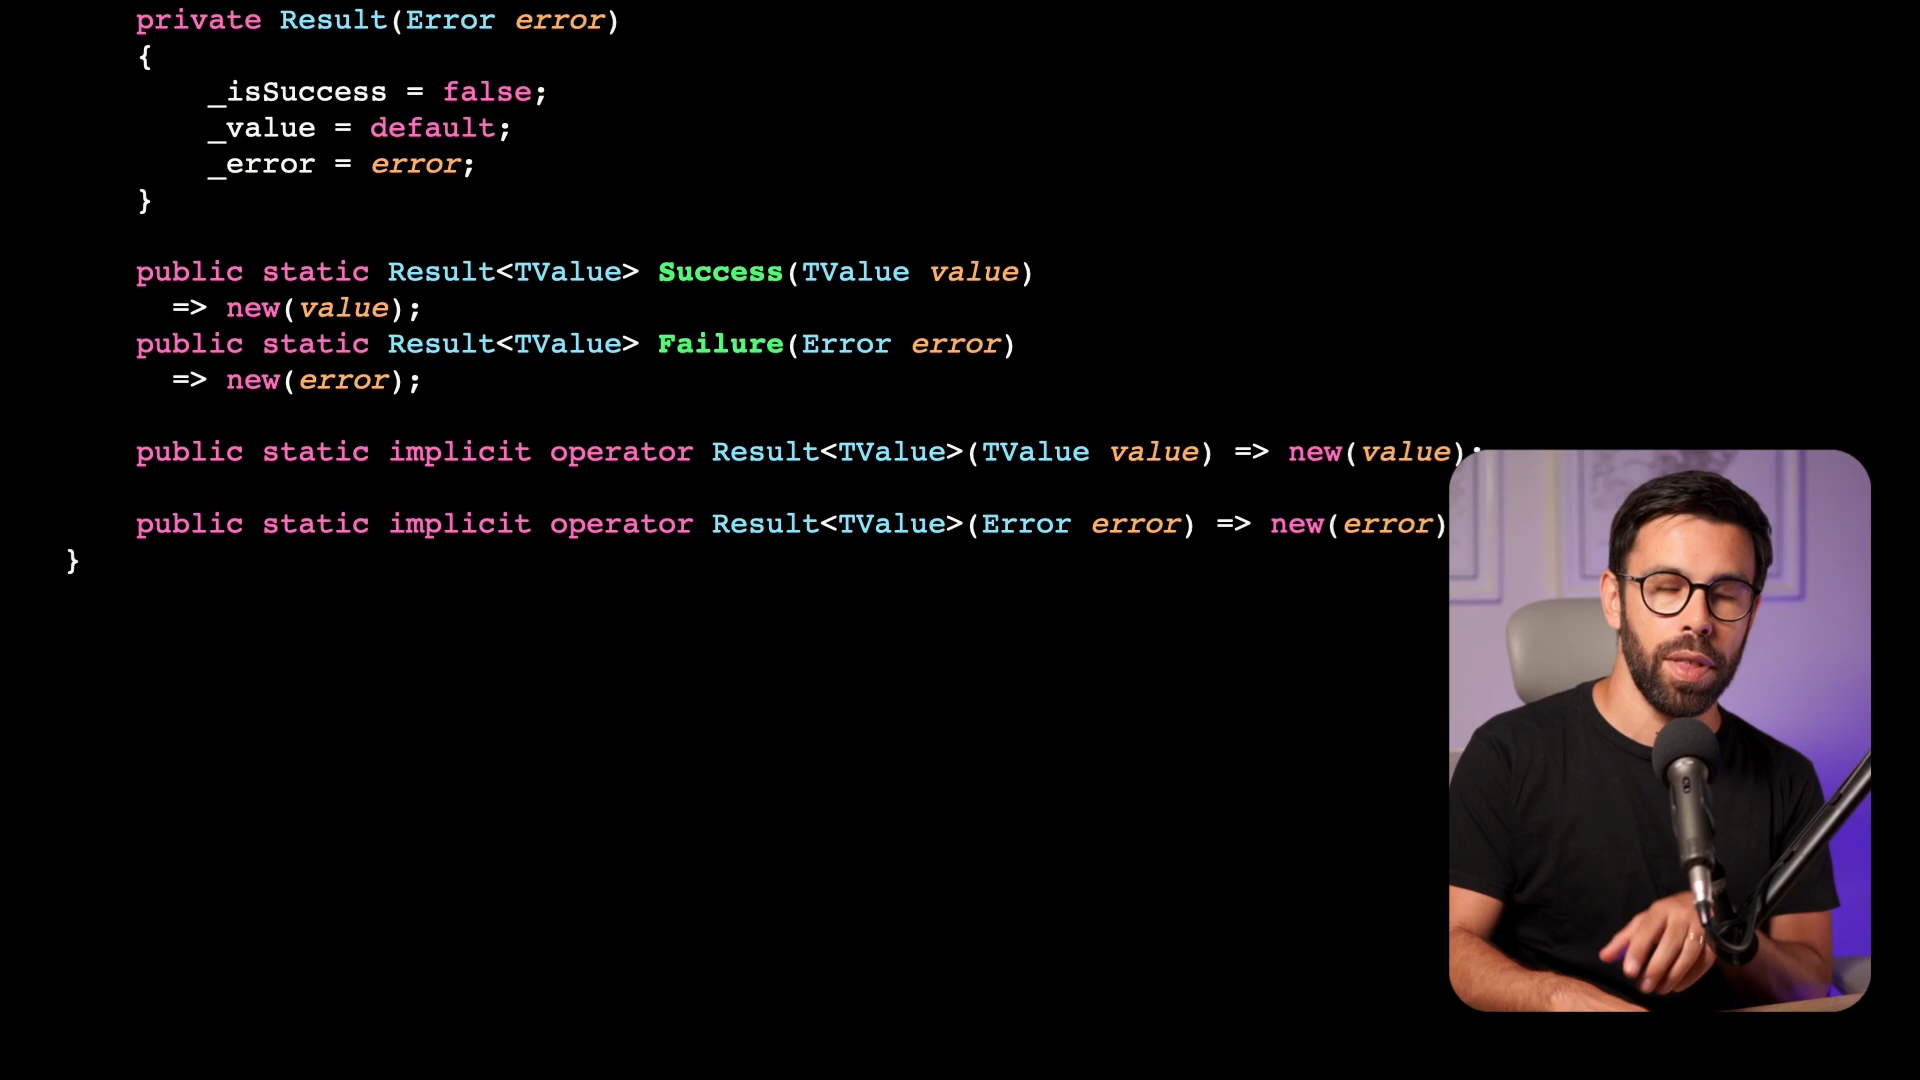 private Result(Error error)
{
_isSuccess = false;
_value = default;
_error = error;
}
public static Result<TValue> Success(TValue value)
=> new(value);
public static Result<TValue> Failure(Error error)
=> new(error);
public static implicit operator Result<TValue>(TValue value) => new(value);
public static implicit operator Result<TValue>(Error error) => new(error)
}